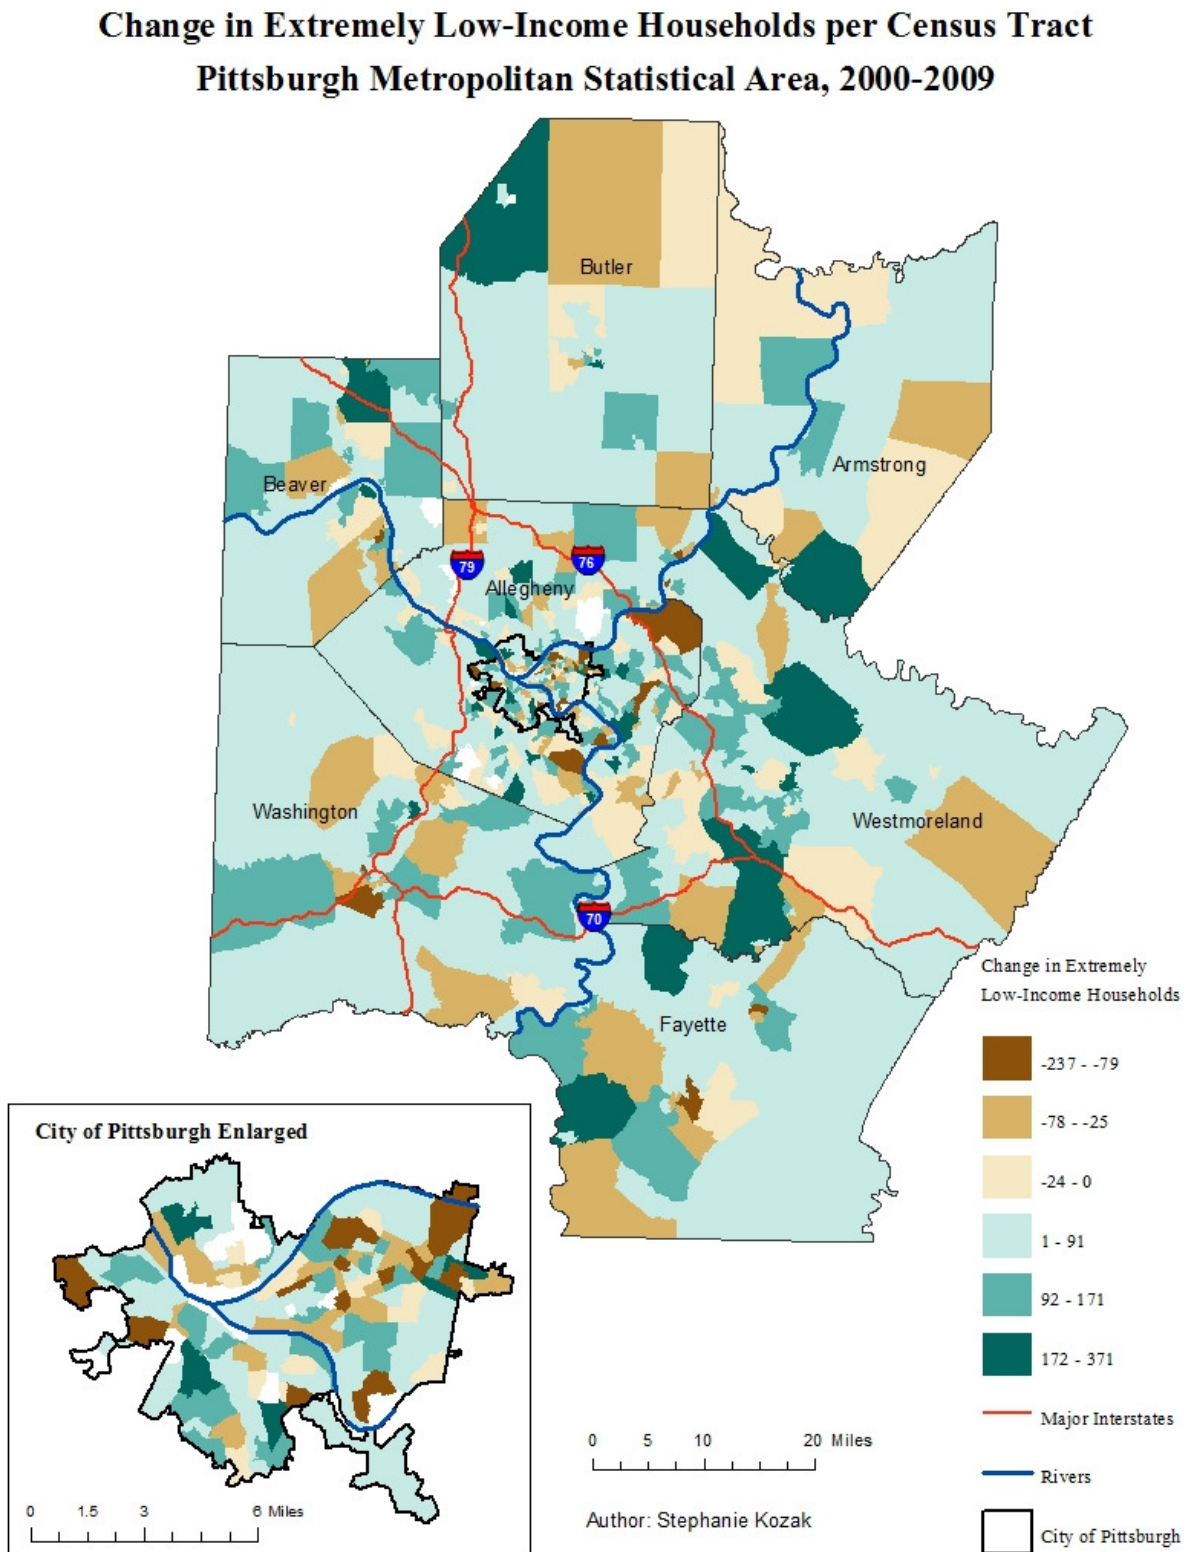 Change in Extremely Low-Income Households per Census Tract
Pittsburgh Metropolitan Statistical Area, 2000-2009
Butler
Armstrong
Beaver
79
76
Allegheny
Washington
Westmoreland
70
Fayette
Change in Extremely
Low-Income Households
-237 - -79
-78 - -25
-24 - 0
1 - 91
92 - 171
172 - 371
Major Interstates
Rivers
City of Pittsburgh
City of Pittsburgh Enlarged
0 1.5 3 6 Miles
0 5 10 20 Miles
Author: Stephanie Kozak